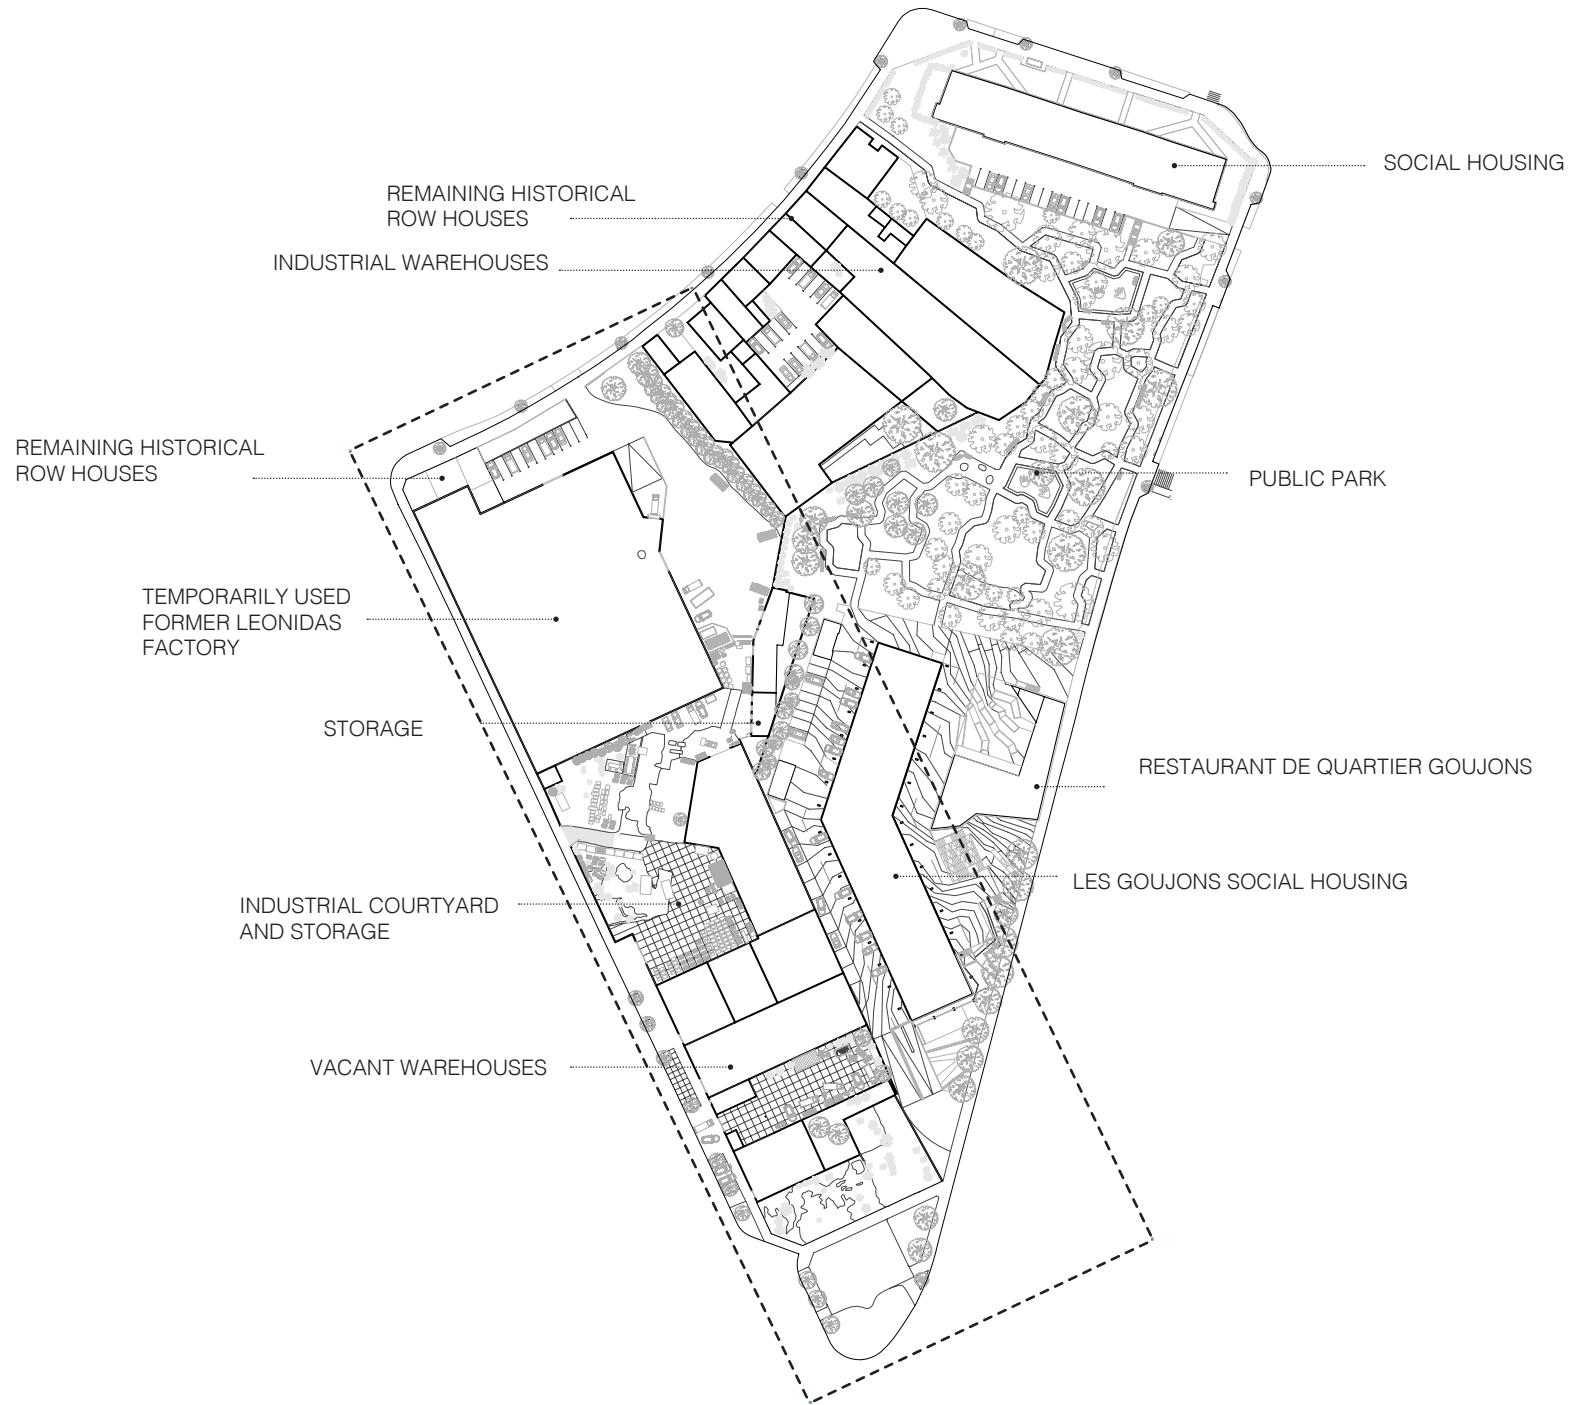 SOCIAL HOUSING
REMAINING HISTORICAL
ROW HOUSES
INDUSTRIAL WAREHOUSES
REMAINING HISTORICAL
ROW HOUSES
PUBLIC PARK
TEMPORARILY USED
FORMER LEONIDAS
FACTORY
STORAGE
RESTAURANT DE QUARTIER GOUJONS
LES GOUJONS SOCIAL HOUSING
INDUSTRIAL COURTYARD
AND STORAGE
VACANT WAREHOUSES